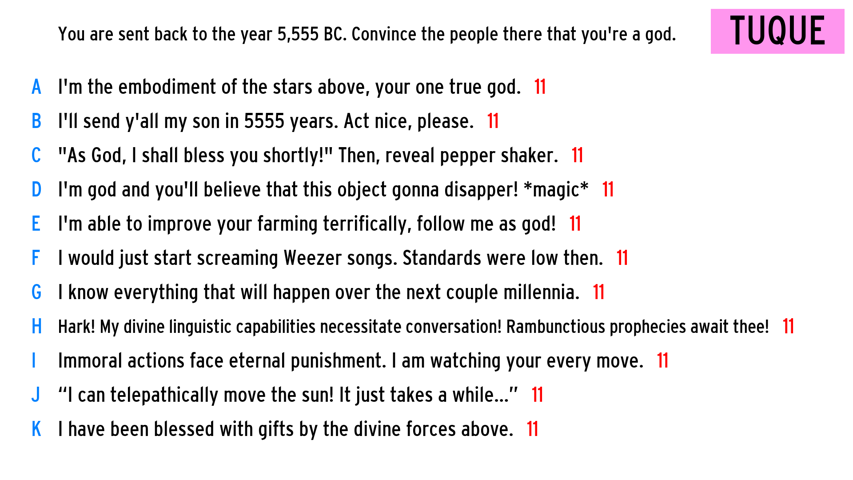 You are sent back to the year 5,555 BC. Convince the people there that you're a god.
TUQUE
A I'm the embodiment of the stars above, your one true god. 11
B I'll send y'all my son in 5555 years. Act nice, please. 11
C "As God, I shall bless you shortly!" Then, reveal pepper shaker. 11
D I'm god and you'll believe that this object gonna disapper! *magic* 11
E I'm able to improve your farming terrifically, follow me as god! 11
F I would just start screaming Weezer songs. Standards were low then. 11
G I know everything that will happen over the next couple millennia. 11
H Hark! My divine linguistic capabilities necessitate conversation! Rambunctious prophecies await thee! 11
I Immoral actions face eternal punishment. I am watching your every move. 11
J “I can telepathically move the sun! It just takes a while...” 11
K I have been blessed with gifts by the divine forces above. 11